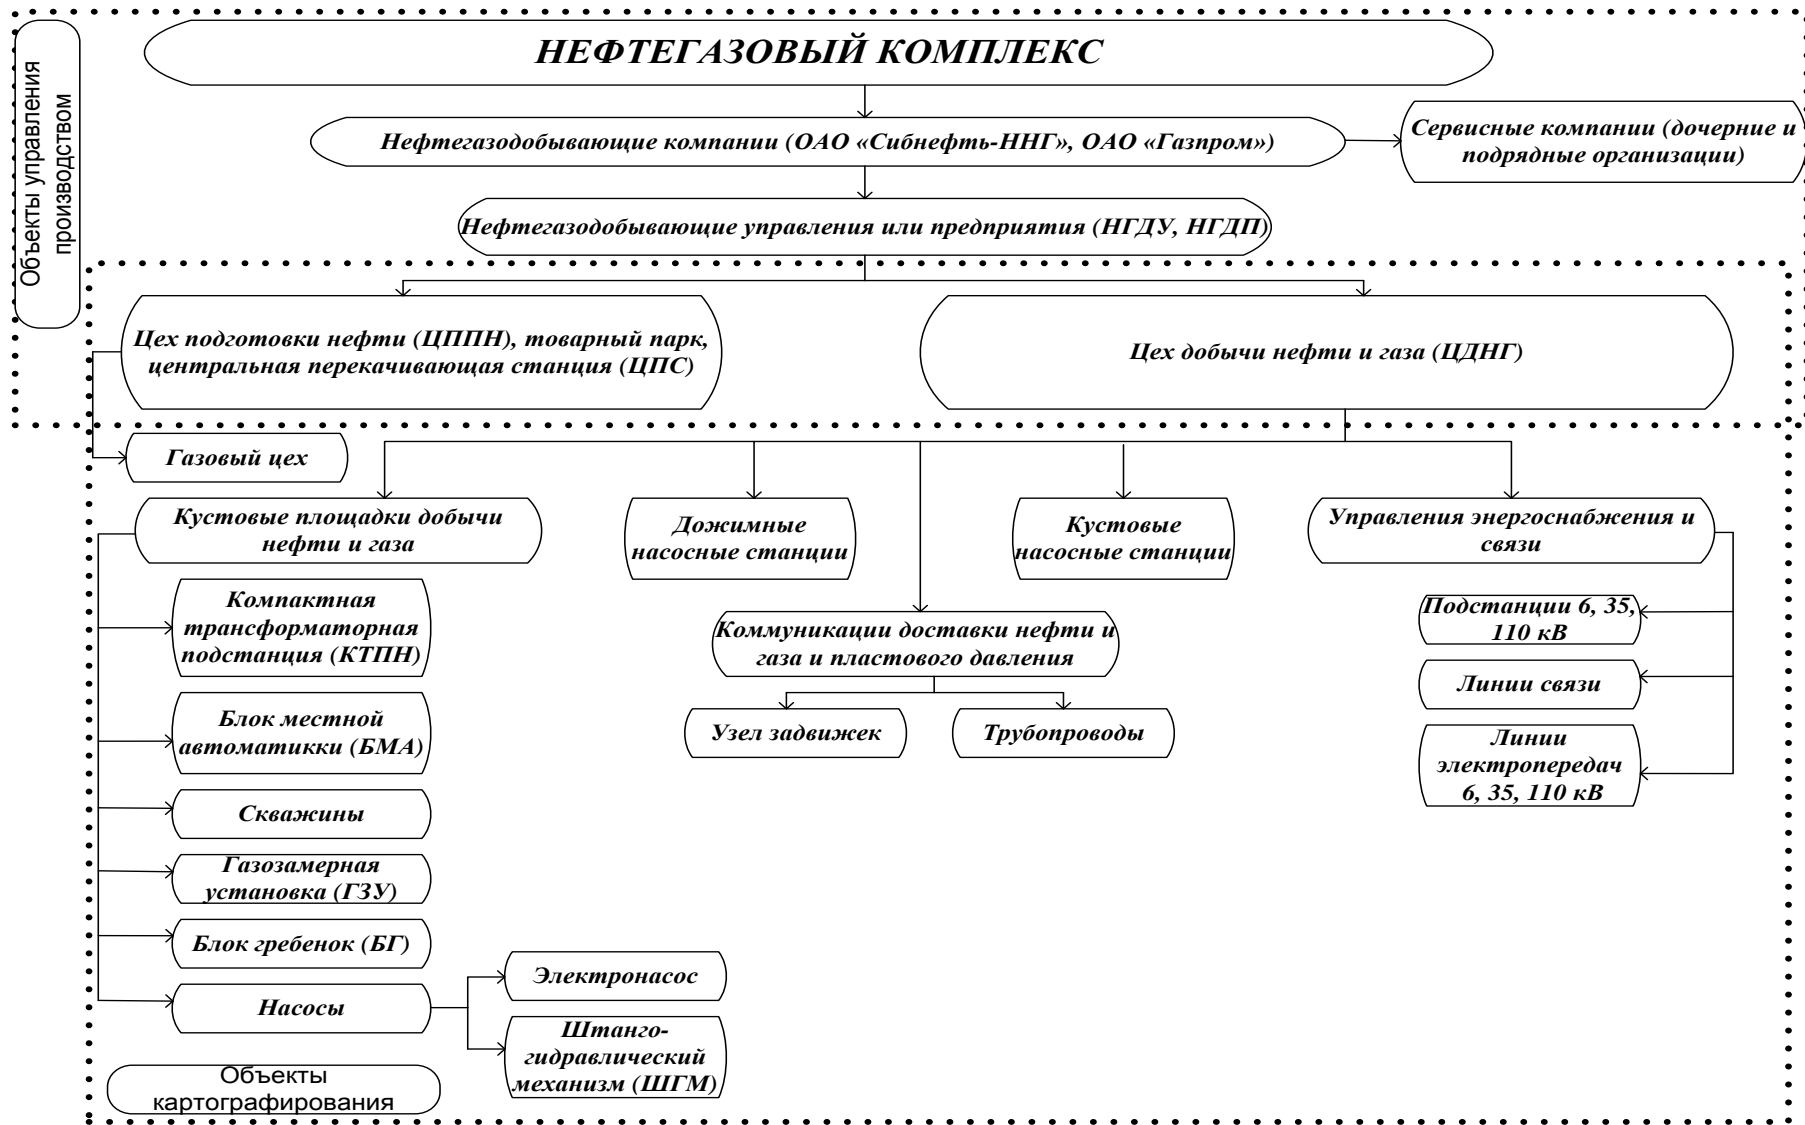 Объекты управления
производством
НЕФТЕГАЗОВЫЙ КОМПЛЕКС
Нефтегазодобывающие компании (ОАО «Сибнефть-ННГ», ОАО «Газпром»)
Сервисные компании (дочерние и
подрядные организации)
Нефтегазодобывающие управления или предприятия (НГДУ, НГДП)
Цех подготовки нефти (ЦППН), товарный парк,
центральная перекачивающая станция (ЦПС)
Цех добычи нефти и газа (ЦДНГ)
Газовый цех
Кустовые площадки добычи
нефти и газа
Дожимные
насосные станции
Кустовые
насосные станции
Управления энергоснабжения и
связи
Компактная
трансформаторная
подстанция (КТПН)
Блок местной
автоматикки (БМА)
Скважины
Газозамерная
установка (ГЗУ)
Блок гребенок (БГ)
Насосы
Электронасос
Штанго-
гидравлический
механизм (ШГМ)
Коммуникации доставки нефти и
газа и пластового давления
Узел задвижек
Трубопроводы
Подстанции 6, 35,
110 кВ
Линии связи
Линии
электропередач
6, 35, 110 кВ
Объекты
картографирования